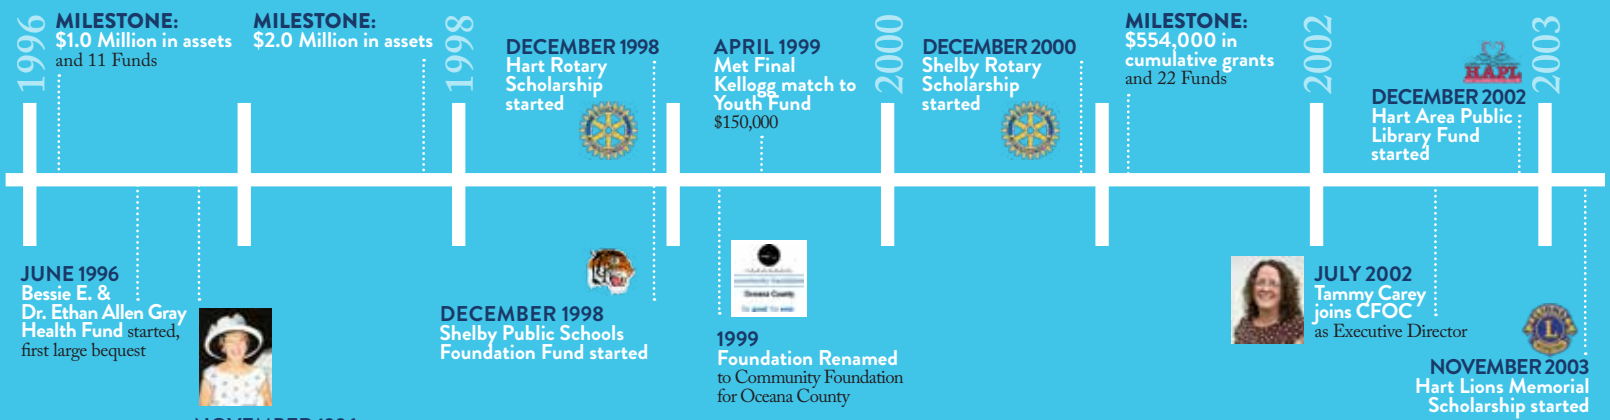 1996
MILESTONE:
$1.0 Million in assets
and 11 Funds
MILESTONE:
$2.0 Million in assets
1998
DECEMBER 1998
Hart Rotary
Scholarship
started
APRIL 1999
Met Final
Kellogg match to
Youth Fund
$150,000
2000
DECEMBER 2000
Shelby Rotary
Scholarship
started
MILESTONE:
$554,000 in
cumulative grants
and 22 Funds
2002
HAPL
DECEMBER 2002
Hart Area Public
Library Fund
started
2003
JUNE 1996
Bessie E. &
Dr. Ethan Allen Gray
Health Fund started,
first large bequest
DECEMBER 1998
Shelby Public Schools
Foundation Fund started
Oceana County
1999
Foundation Renamed
to Community Foundation
for Oceana County
JULY 2002
Tammy Carey
joins CFOC
as Executive Director
L
NOVEMBER 2003
Hart Lions Memorial
Scholarship started